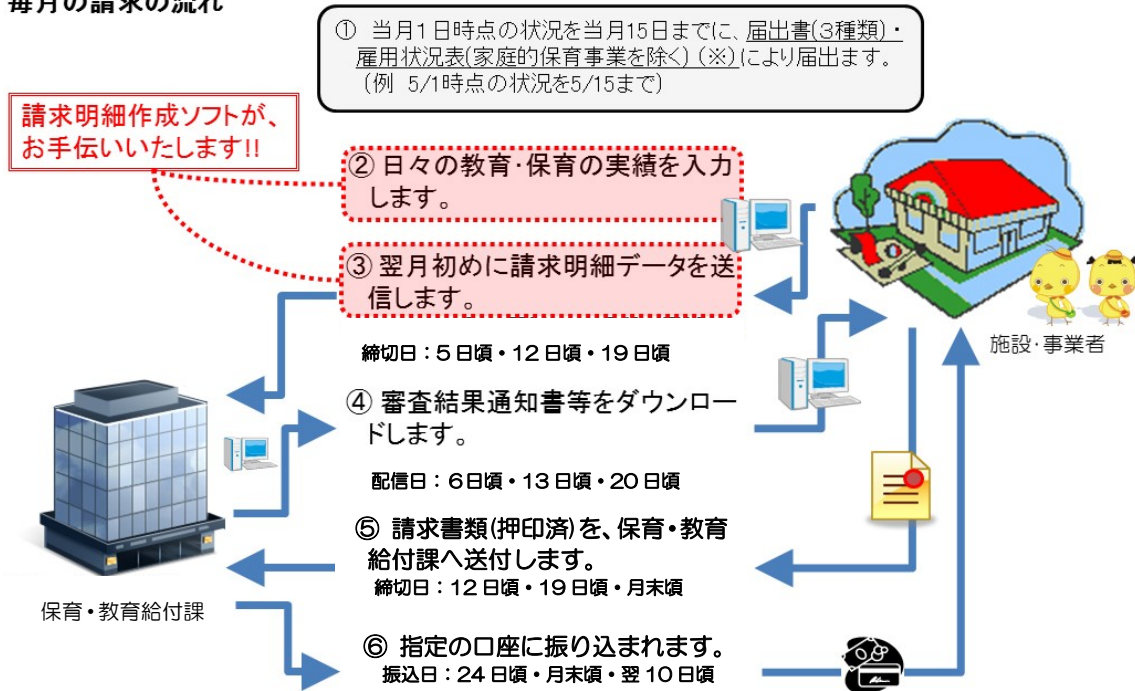 毎月の請求の流れ
① 当月1日時点の状況を当月15日までに、届出書(3種類)・
雇用状況表(家庭的保育事業を除く)(※)により届出ます。
(例 5/1時点の状況を5/15まで)
請求明細作成ソフトが、
お手伝いいたします!!
② 日々の教育・保育の実績を入力
します。
③ 翌月初めに請求明細データを送
信します。
締切日：5日頃・12日頃・19日頃
施設・事業者
④ 審査結果通知書等をダウンロー
ドします。
配信日：6日頃・13日頃・20日頃
⑤ 請求書類(押印済)を、保育・教育
給付課へ送付します。
締切日：12日頃・19日頃・月末頃
保育・教育給付課
⑥ 指定の口座に振り込まれます。
振込日：24日頃・月末頃・翌10日頃